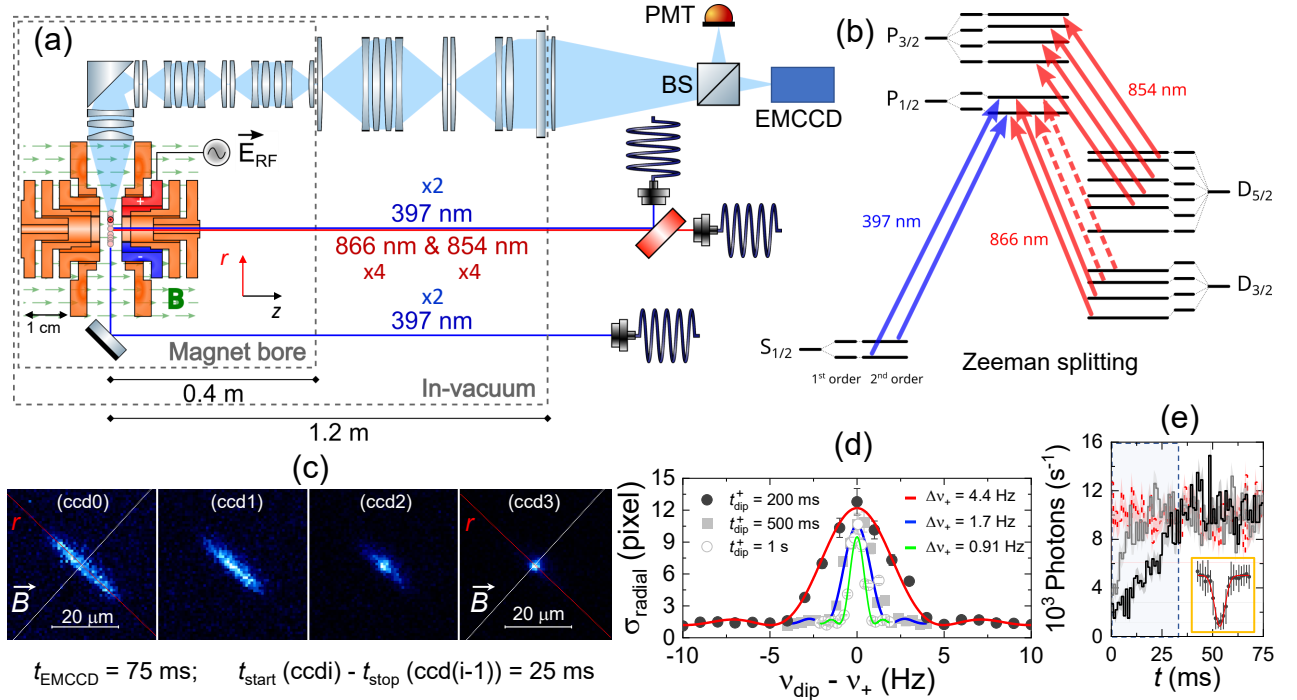 (a)
PMT
BS
EMCCD
E_RF
x2
397 nm
866 nm & 854 nm
x4 x4
x2
397 nm
r
z
B
1 cm
Magnet bore
In-vacuum
0.4 m
1.2 m
(b)
P3/2
P1/2
854 nm
D5/2
397 nm
866 nm
D3/2
S1/2
1st order 2nd order
Zeeman splitting
(c)
(ccd0) (ccd1) (ccd2) (ccd3)
r r
B B
20 μm 20 μm
t_EMCCD = 75 ms; t_start (ccdi) - t_stop (ccd(i-1)) = 25 ms
(d)
σ_radial (pixel)
15
12
9
6
3
0
t⁺_dip = 200 ms
t⁺_dip = 500 ms
t⁺_dip = 1 s
Δν₊ = 4.4 Hz
Δν₊ = 1.7 Hz
Δν₊ = 0.91 Hz
-10 -5 0 5 10
ν_dip - ν₊ (Hz)
(e)
10³ Photons (s⁻¹)
16
12
8
4
0
0 25 50 75
t (ms)